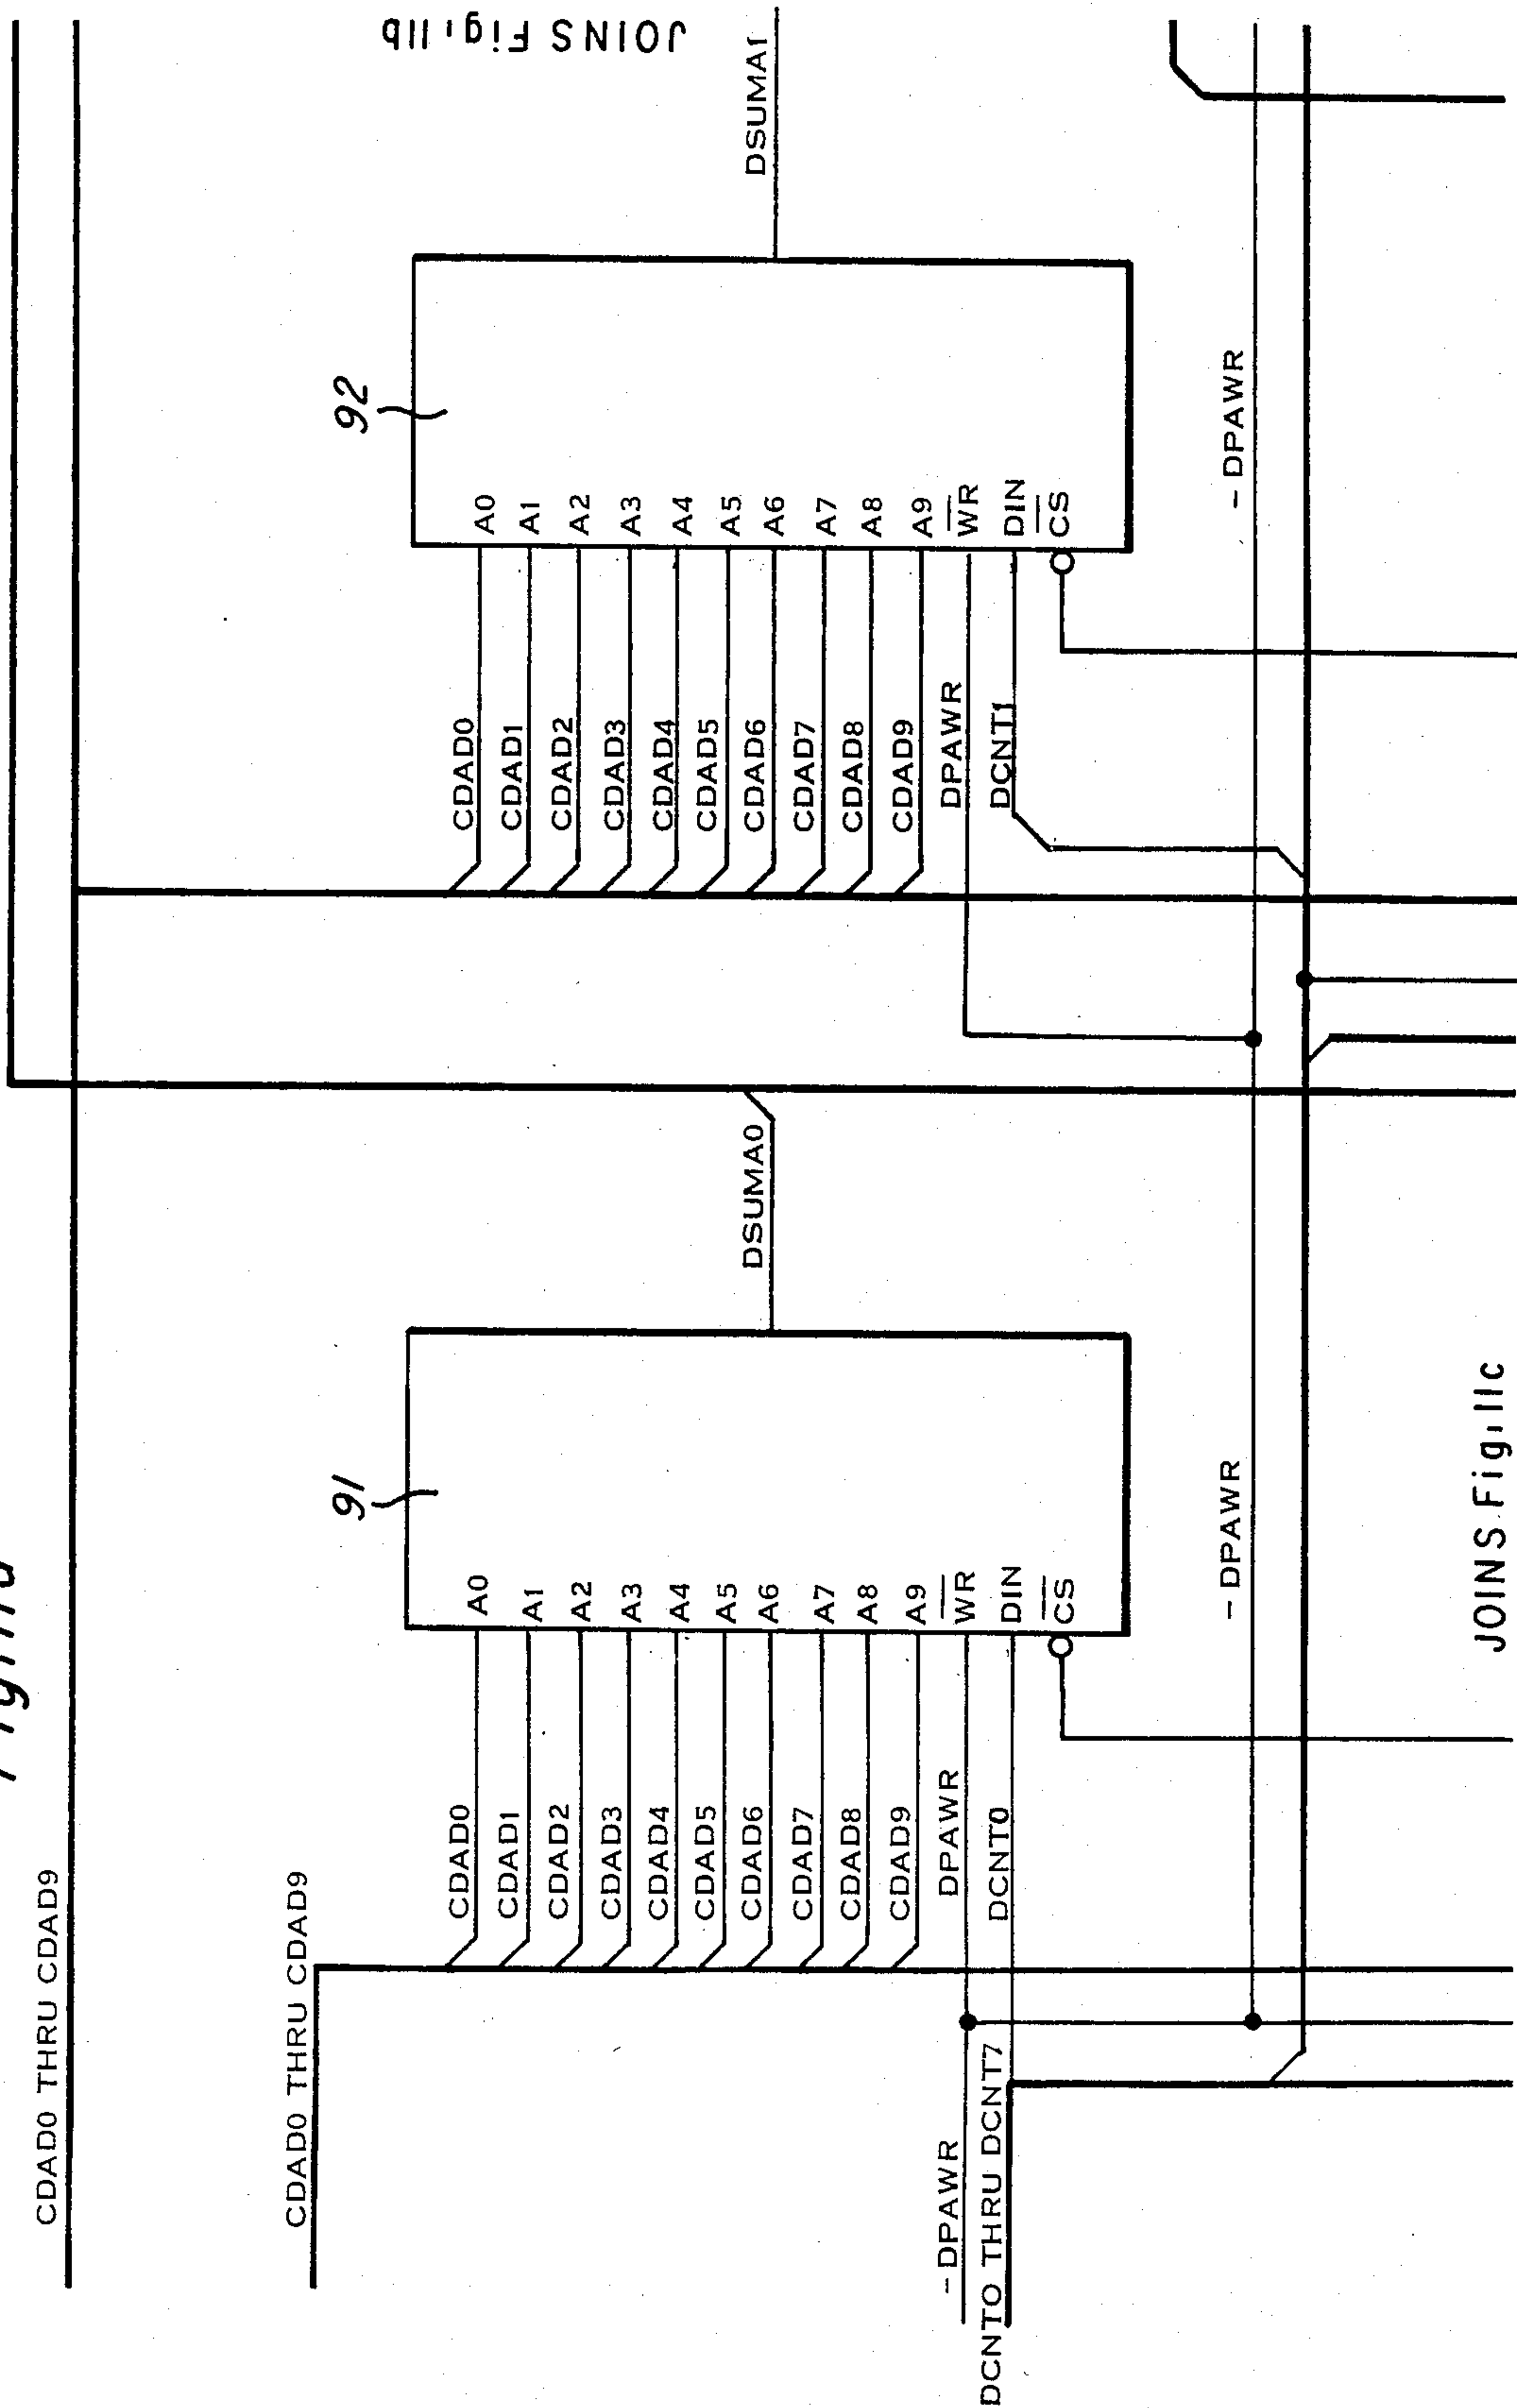 CDAD0 THRU CDAD9
CDAD0 THRU CDAD9
91
CDAD0 A0
CDAD1 A1
CDAD2 A2
CDAD3 A3
CDAD4 A4
CDAD5 A5
CDAD6 A6
CDAD7 A7
CDAD8 A8
CDAD9 A9
-DPAWR DPAWR WR
DCNT0 THRU DCNT7 DCNT0 DIN
CS
DSUMA0
-DPAWR
92
CDAD0 A0
CDAD1 A1
CDAD2 A2
CDAD3 A3
CDAD4 A4
CDAD5 A5
CDAD6 A6
CDAD7 A7
CDAD8 A8
CDAD9 A9
DPAWR WR
DCNT1 DIN
CS
DSUMA1
-DPAWR
JOINS Fig. 11b
JOINS Fig. 11c